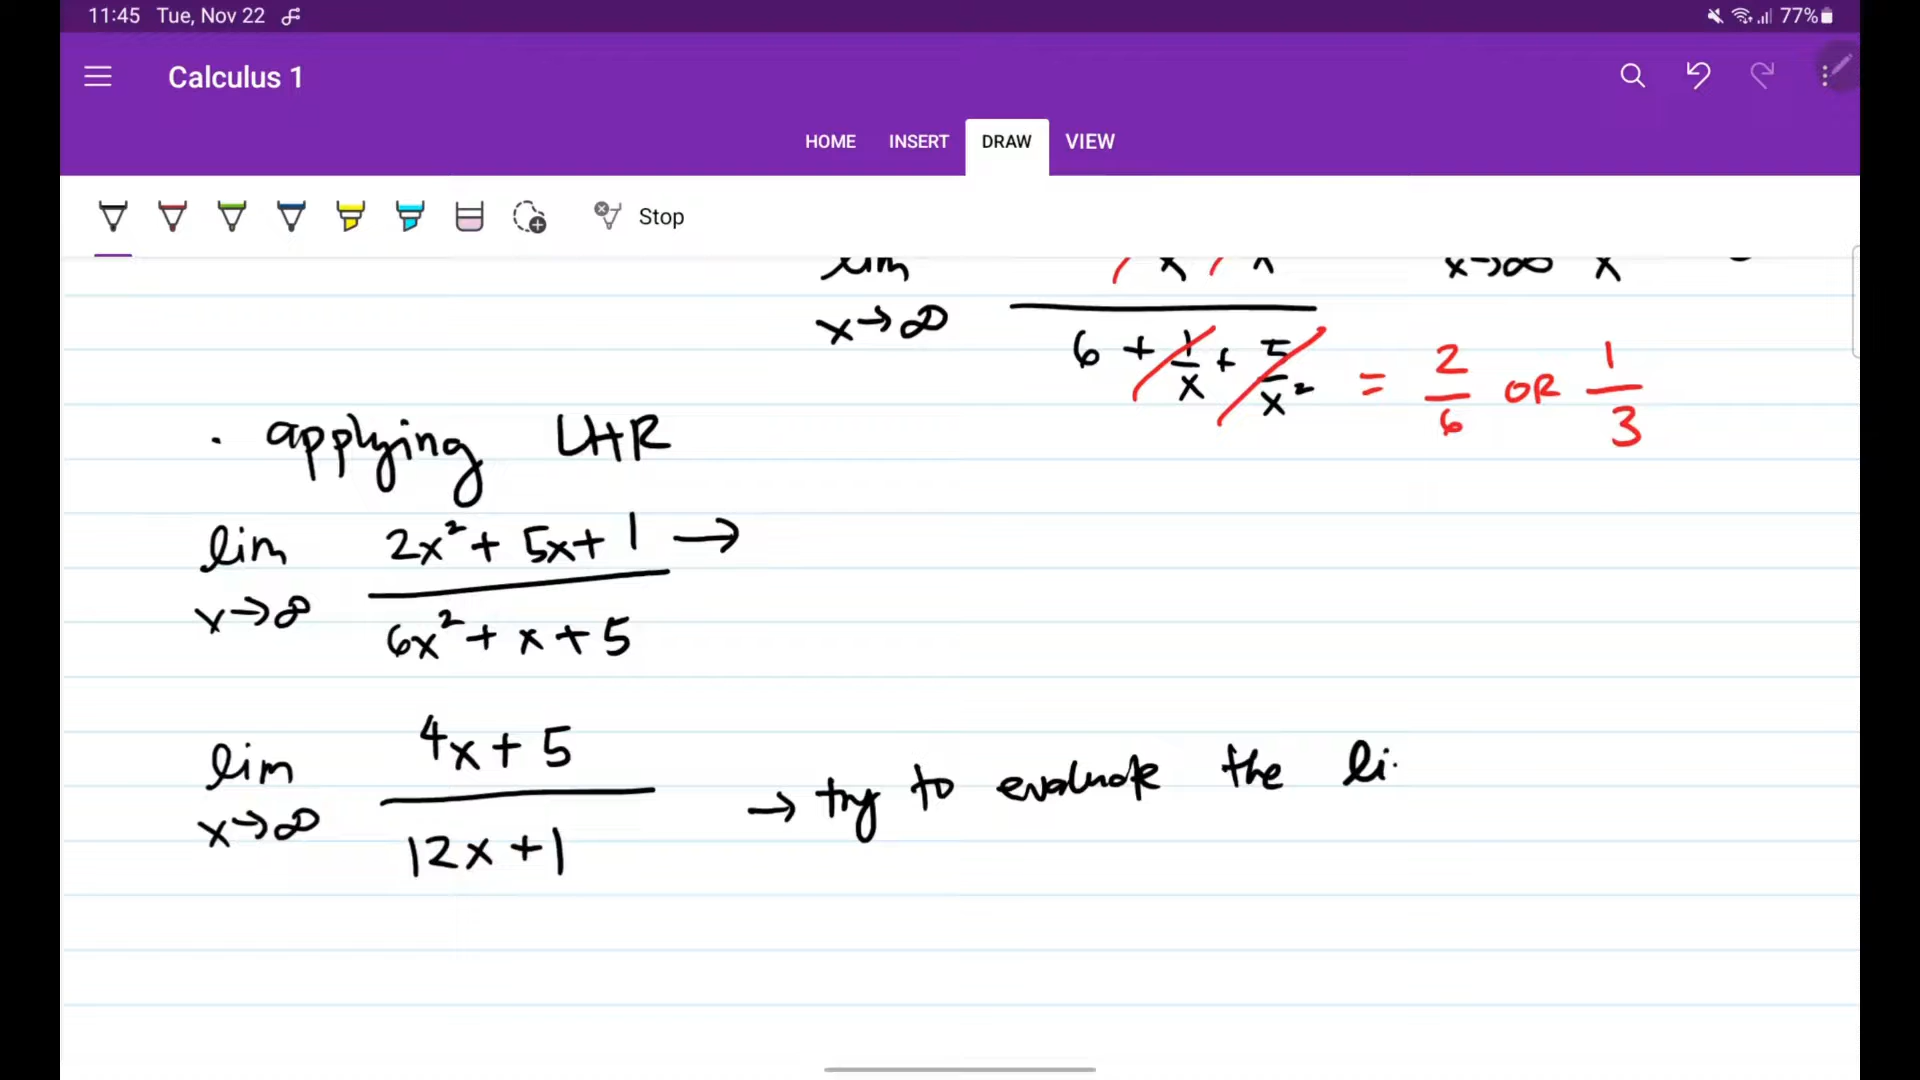 11:45 Tue, Nov 22 77%
Calculus 1
HOME INSERT DRAW VIEW
Stop
lim x x x→∞ x
x→∞ 6 + 1/x + 5/x² = 2/6 OR 1/3
· applying LHR
lim 2x² + 5x + 1 →
x→∞ 6x² + x + 5
lim 4x + 5
x→∞ 12x + 1 → try to evaluate the li